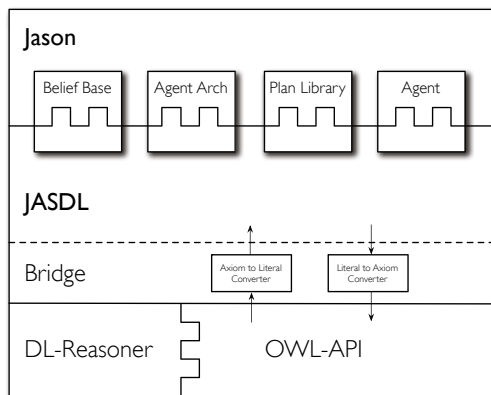 Jason
Belief Base
Agent Arch
Plan Library
Agent
JASDL
Bridge
Axiom to Literal
Converter
Literal to Axiom
Converter
DL-Reasoner
OWL-API